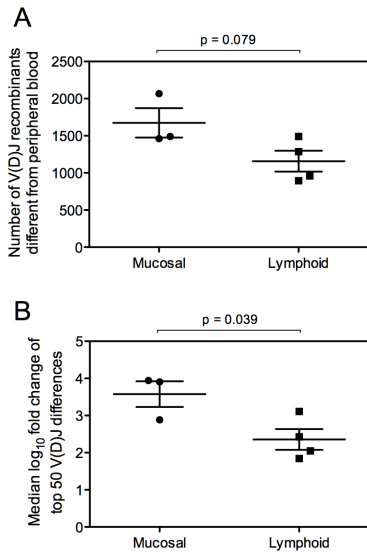 A
p = 0.079
Number of V(D)J recombinants
different from peripheral blood
2500
2000
1500
1000
500
0
Mucosal Lymphoid
B
p = 0.039
Median log10 fold change of
top 50 V(D)J differences
5
4
3
2
1
0
Mucosal Lymphoid